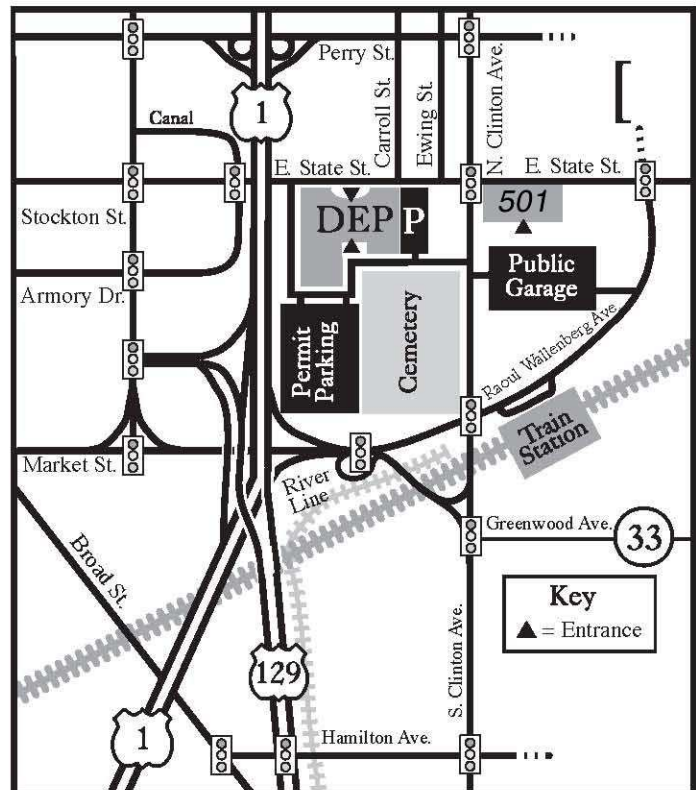 Perry St.
Canal
1
Carroll St.
Ewing St.
N. Clinton Ave.
E. State St.
E. State St.
Stockton St.
DEP
P
501
Armory Dr.
Public
Garage
Permit
Parking
Cemetery
Raoul Wallenberg Ave
Train
Station
Market St.
River
Line
Greenwood Ave.
33
Broad St.
Key
▲ = Entrance
S. Clinton Ave.
129
1
Hamilton Ave.